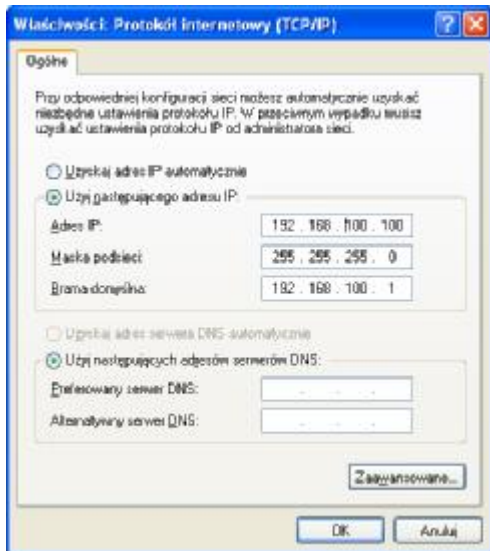 Właściwości: Protokół internetowy (TCP/IP)
Ogólne
Przy odpowiedniej konfiguracji sieci możesz automatycznie uzyskać
niezbędne ustawienia protokołu IP. W przeciwnym wypadku musisz
uzyskać ustawienia protokołu IP od administratora sieci.
Uzyskaj adres IP automatycznie
Użyj następującego adresu IP:
Adres IP: 192 . 168 . 100 . 100
Maska podsieci: 255 . 255 . 255 . 0
Brama domyślna: 192 . 168 . 100 . 1
Uzyskaj adres serwera DNS automatycznie
Użyj następujących adresów serwerów DNS:
Preferowany serwer DNS: . . .
Alternatywny serwer DNS: . . .
Zaawansowane...
OK Anuluj